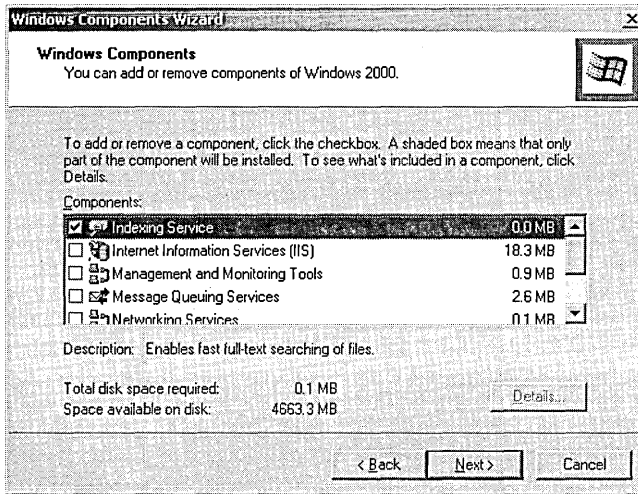 Windows Components Wizard
Windows Components
You can add or remove components of Windows 2000.
To add or remove a component, click the checkbox. A shaded box means that only
part of the component will be installed. To see what's included in a component, click
Details.
Components:
Indexing Service 0.0 MB
Internet Information Services (IIS) 18.3 MB
Management and Monitoring Tools 0.9 MB
Message Queuing Services 2.6 MB
Networking Services 0.1 MB
Description: Enables fast full-text searching of files.
Total disk space required: 0.1 MB
Space available on disk: 4663.3 MB
Details...
< Back Next > Cancel